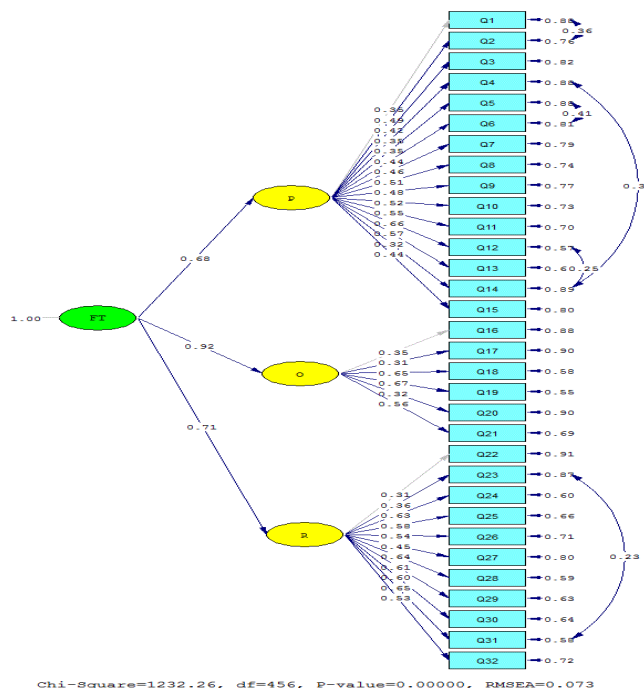 Q1 0.88
0.36
Q2 0.76
Q3 0.82
Q4 0.88
Q5 0.88
0.41
Q6 0.81
Q7 0.79
Q8 0.74
Q9 0.77
Q10 0.73
Q11 0.70
Q12 0.57
Q13 0.25
Q14 0.89
Q15 0.80
Q16 0.88
Q17 0.90
Q18 0.58
Q19 0.55
Q20 0.90
Q21 0.69
Q22 0.91
Q23 0.87
Q24 0.60
Q25 0.66
Q26 0.71
Q27 0.80
0.23
Q28 0.59
Q29 0.63
Q30 0.64
Q31 0.58
Q32 0.72
0.35
0.49
0.42
0.35
0.35
0.44
0.46
0.51
0.48
0.52
0.55
0.66
0.57
0.32
0.44
P
0.68
1.00
FT
0.92
O
0.35
0.31
0.65
0.67
0.32
0.56
0.71
R
0.31
0.36
0.63
0.58
0.54
0.45
0.64
0.61
0.60
0.65
0.53
Chi-Square=1232.26, df=456, P-value=0.00000, RMSEA=0.073